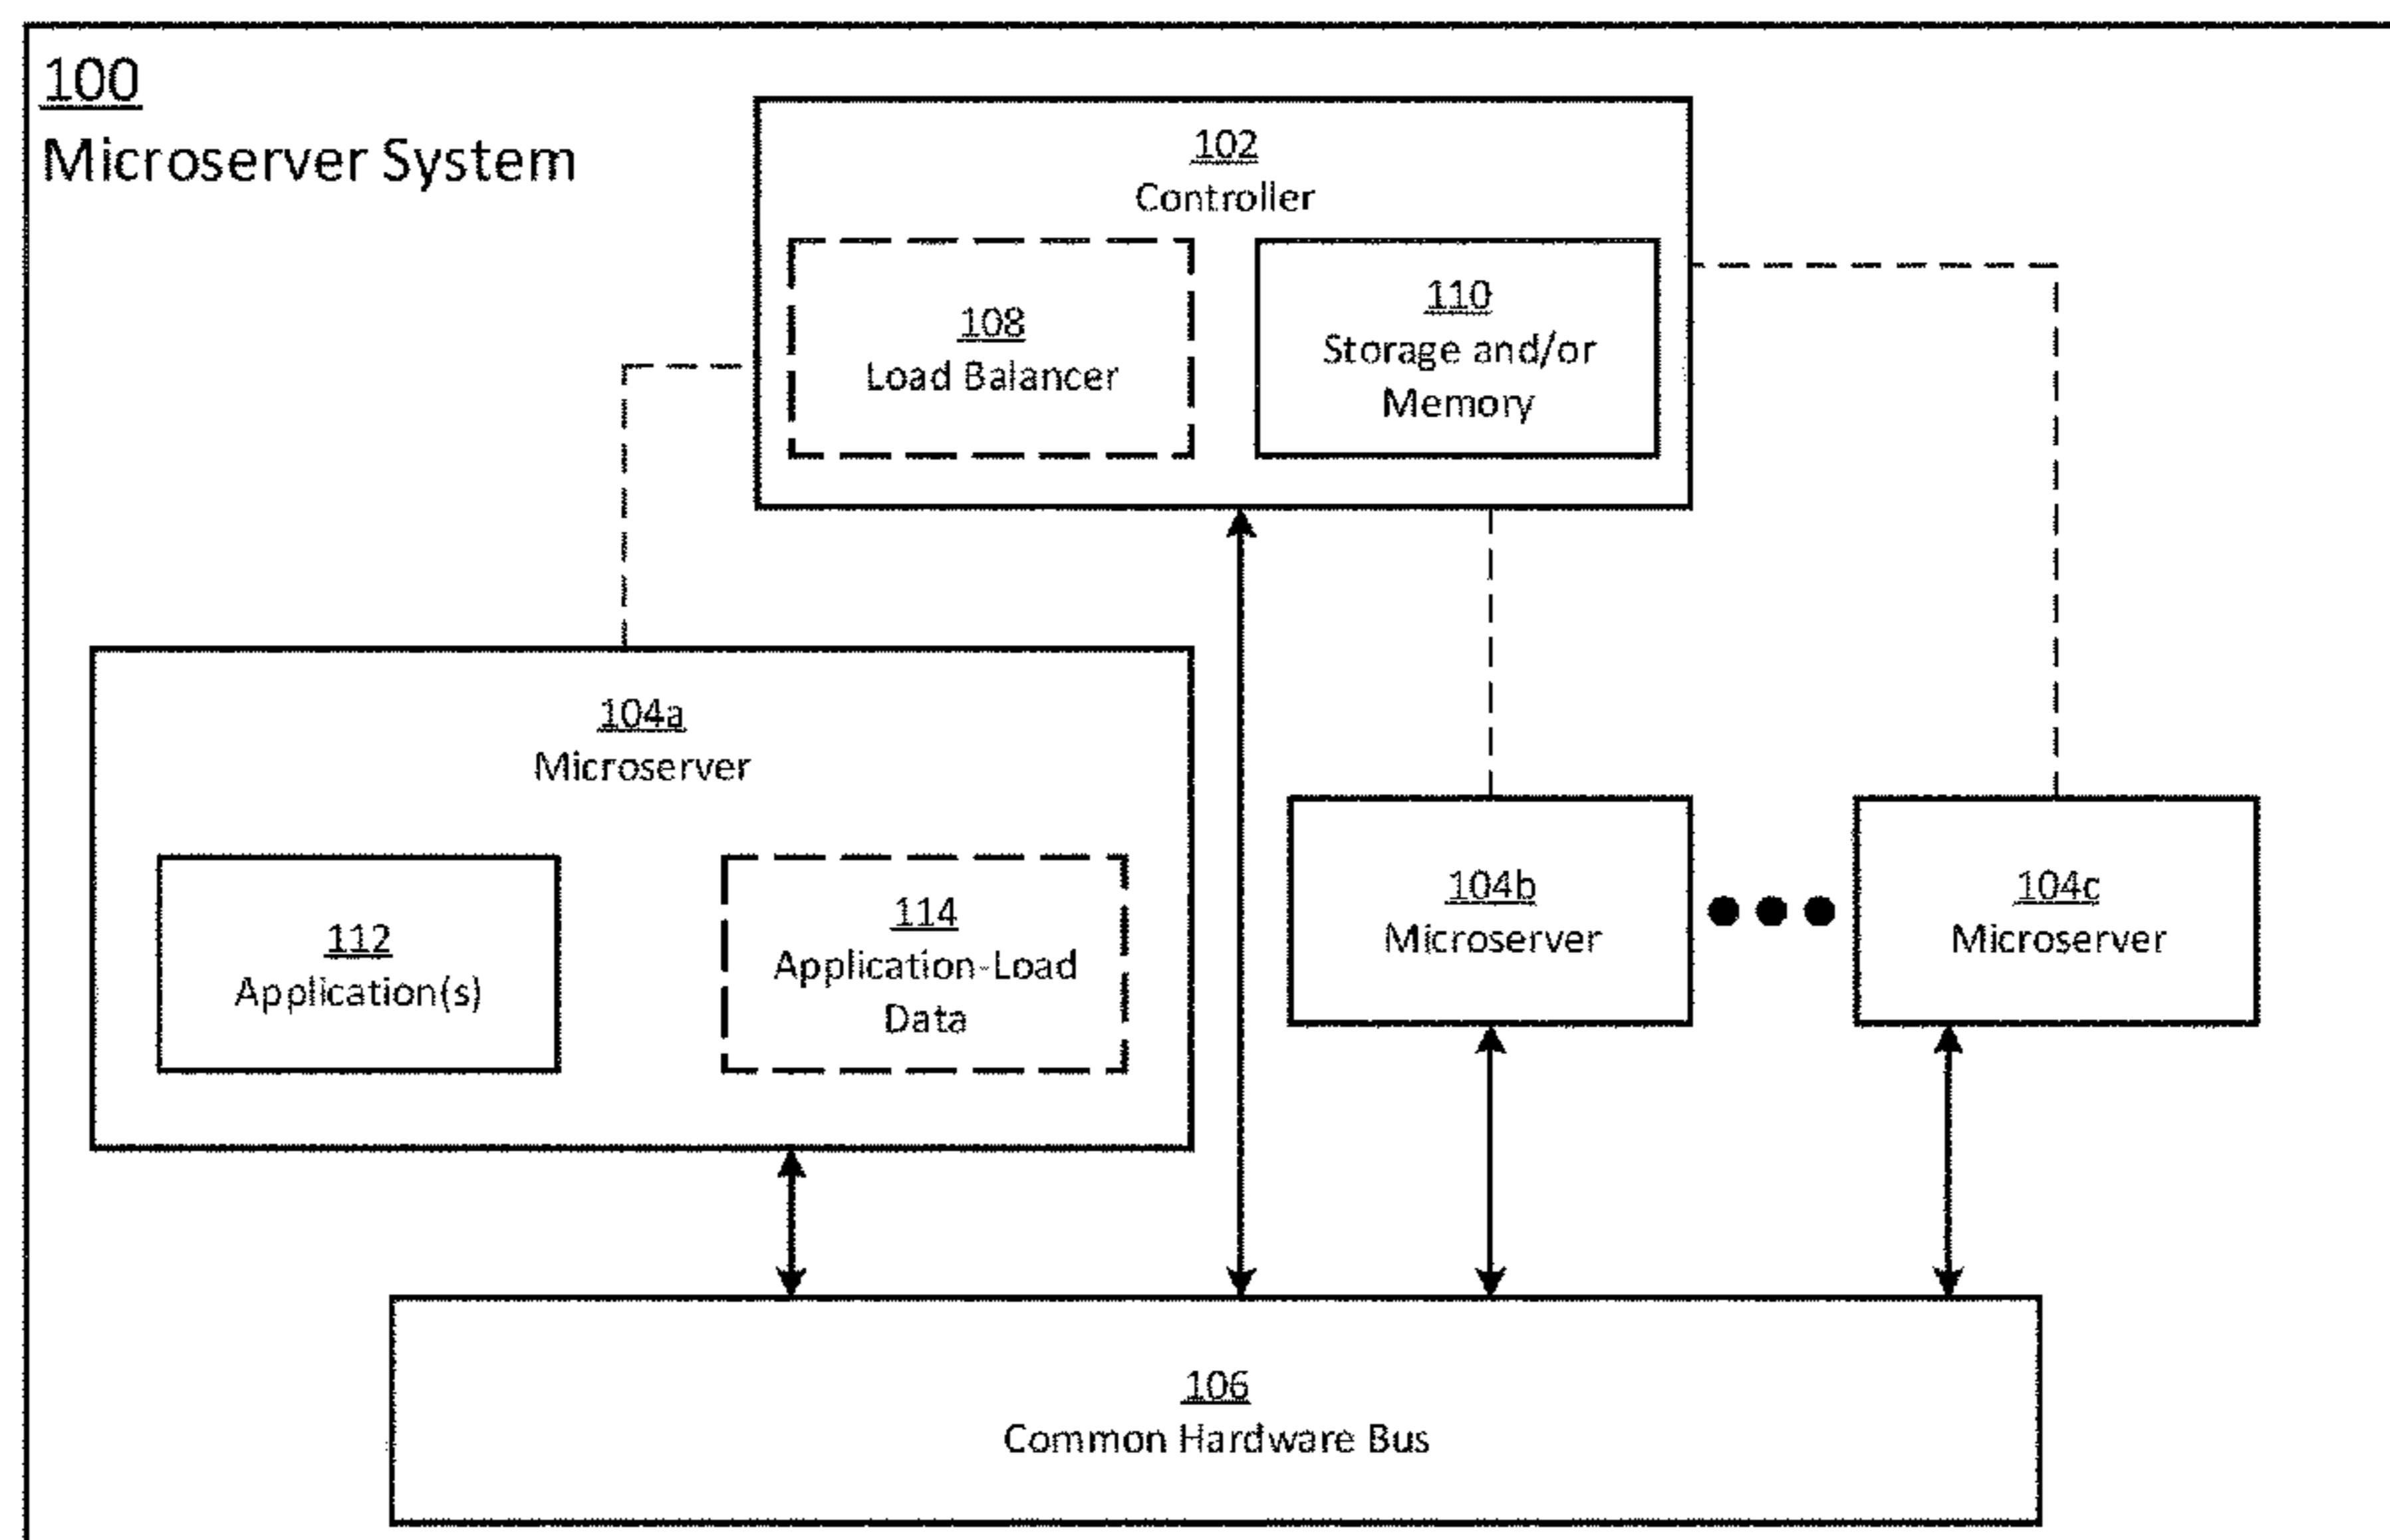 100
Microserver System
102
Controller
108
Load Balancer
110
Storage and/or
Memory
104a
Microserver
112
Application(s)
114
Application-Load
Data
104b
Microserver
104c
Microserver
106
Common Hardware Bus